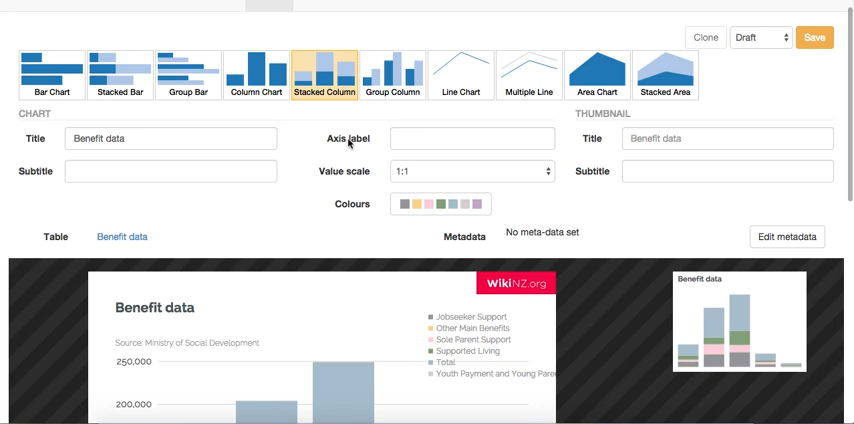 Clone Draft Save
Bar Chart Stacked Bar Group Bar Column Chart Stacked Column Group Column Line Chart Multiple Line Area Chart Stacked Area
CHART THUMBNAIL
Title Benefit data Axis label Title Benefit data
Subtitle Value scale 1:1 Subtitle
Colours
Table Benefit data Metadata No meta-data set Edit metadata
WikiNZ.org
Benefit data
Source: Ministry of Social Development
Jobseeker Support
Other Main Benefits
Sole Parent Support
Supported Living
Total
Youth Payment and Young Pare
250,000
200,000
Benefit data